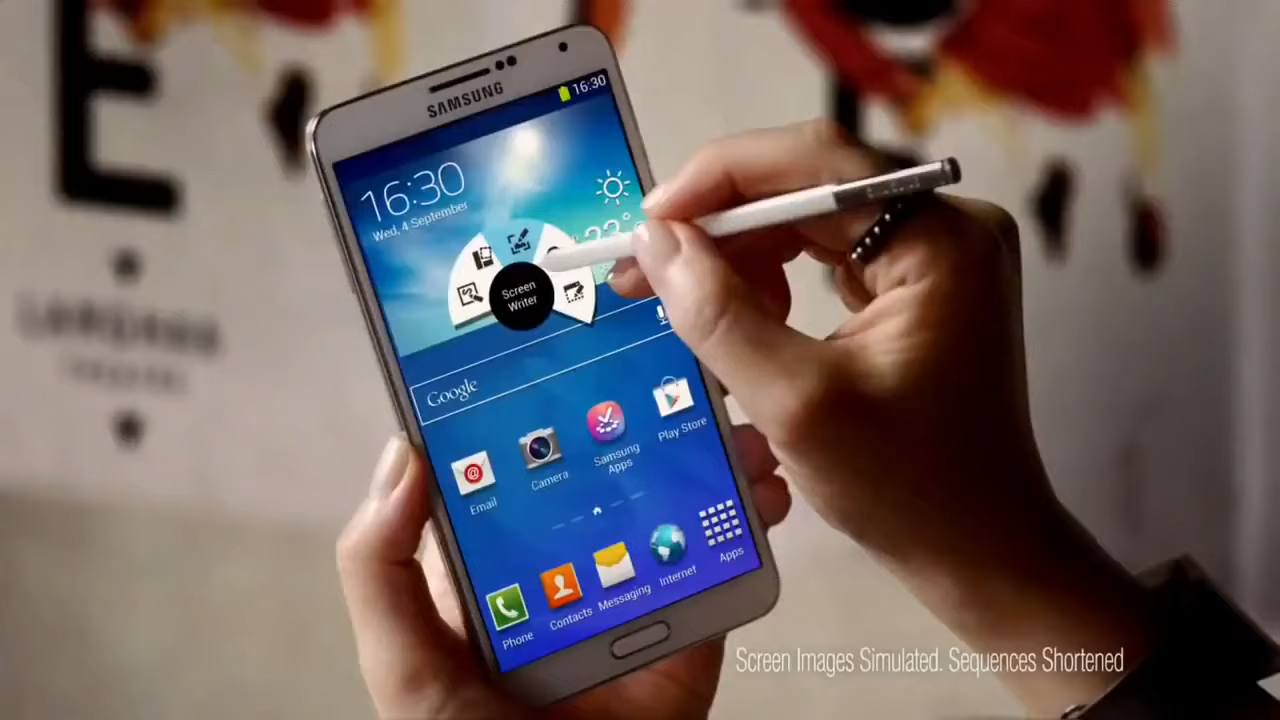 E
SAMSUNG
16:30
16:30
Wed, 4 September
Screen
Writer
Google
Email
Camera
Samsung
Apps
Play Store
Phone
Contacts
Messaging
Internet
Apps
Screen Images Simulated. Sequences Shortened